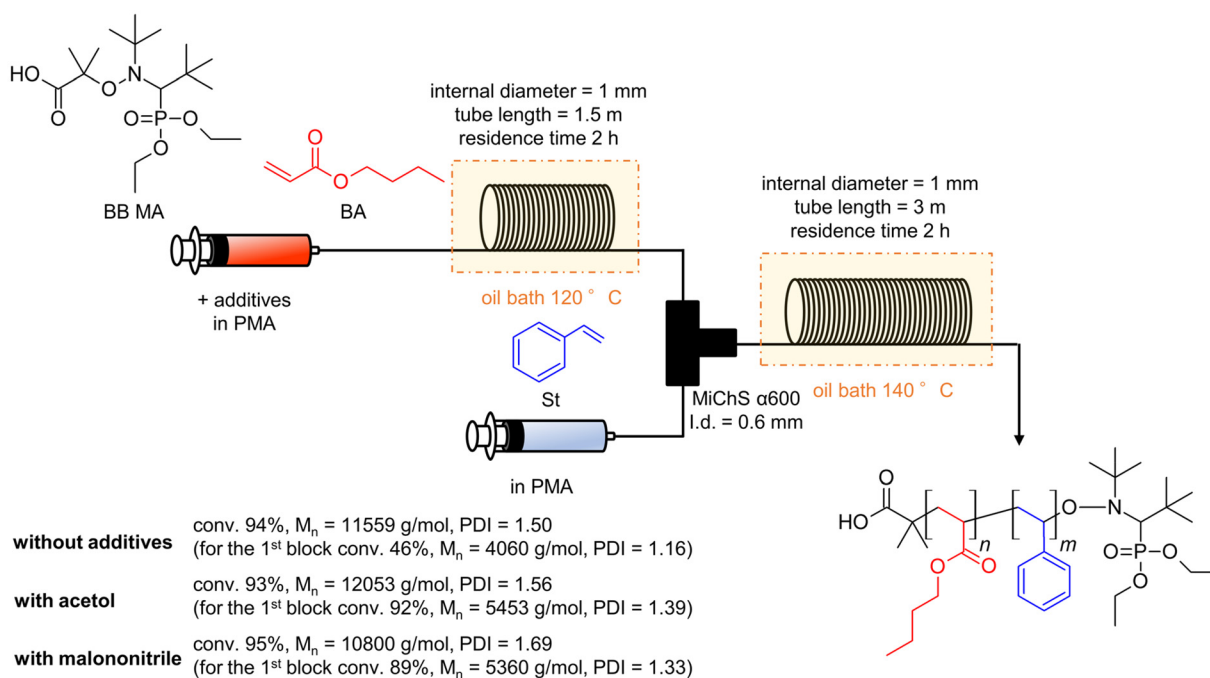 HO
O
O
N
O=P
O
O
BB MA
O
O
BA
internal diameter = 1 mm
tube length = 1.5 m
residence time 2 h
oil bath 120° C
+ additives
in PMA
St
in PMA
MiChS α600
I.d. = 0.6 mm
internal diameter = 1 mm
tube length = 3 m
residence time 2 h
oil bath 140° C
HO
O
n
O
O
m
O
N
O=P
O
O
without additives
conv. 94%, Mn = 11559 g/mol, PDI = 1.50
(for the 1st block conv. 46%, Mn = 4060 g/mol, PDI = 1.16)
with acetol
conv. 93%, Mn = 12053 g/mol, PDI = 1.56
(for the 1st block conv. 92%, Mn = 5453 g/mol, PDI = 1.39)
with malononitrile
conv. 95%, Mn = 10800 g/mol, PDI = 1.69
(for the 1st block conv. 89%, Mn = 5360 g/mol, PDI = 1.33)